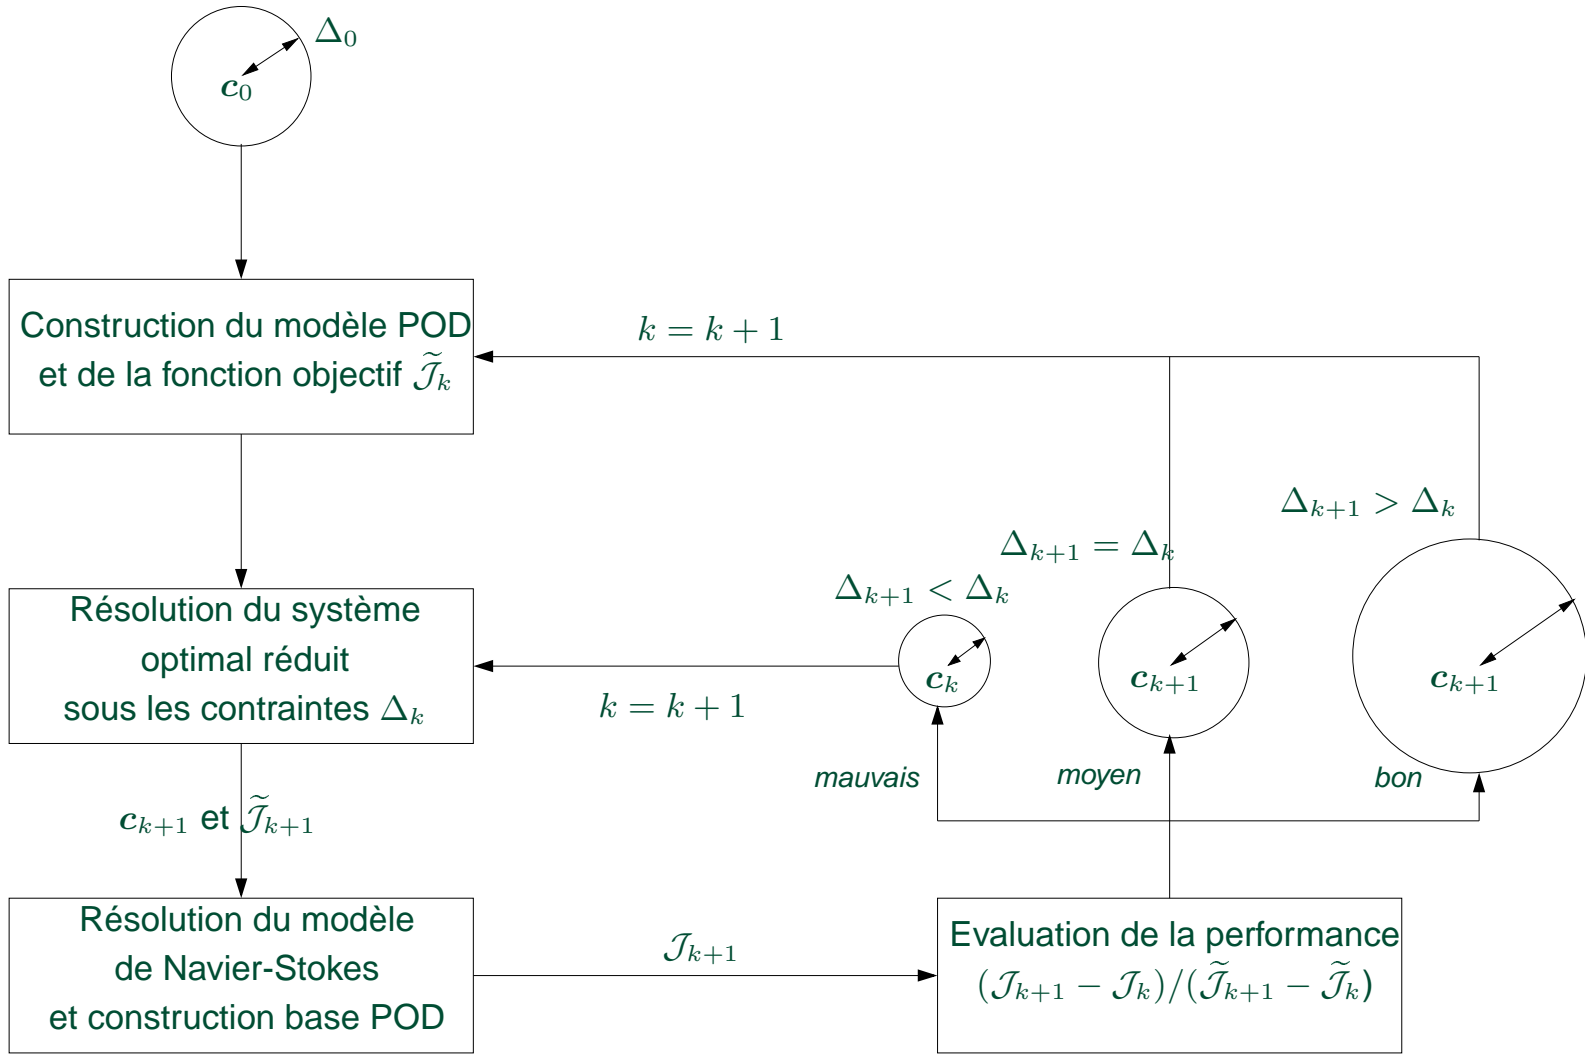 Δ₀
c₀
Construction du modèle POD
et de la fonction objectif 𝒥̃ₖ
k = k + 1
Δₖ₊₁ > Δₖ
Δₖ₊₁ = Δₖ
Δₖ₊₁ < Δₖ
Résolution du système
optimal réduit
sous les contraintes Δₖ
k = k + 1
cₖ
cₖ₊₁
cₖ₊₁
mauvais
moyen
bon
cₖ₊₁ et 𝒥̃ₖ₊₁
Résolution du modèle
de Navier-Stokes
et construction base POD
𝒥ₖ₊₁
Evaluation de la performance
(𝒥ₖ₊₁ − 𝒥ₖ)/(𝒥̃ₖ₊₁ − 𝒥̃ₖ)